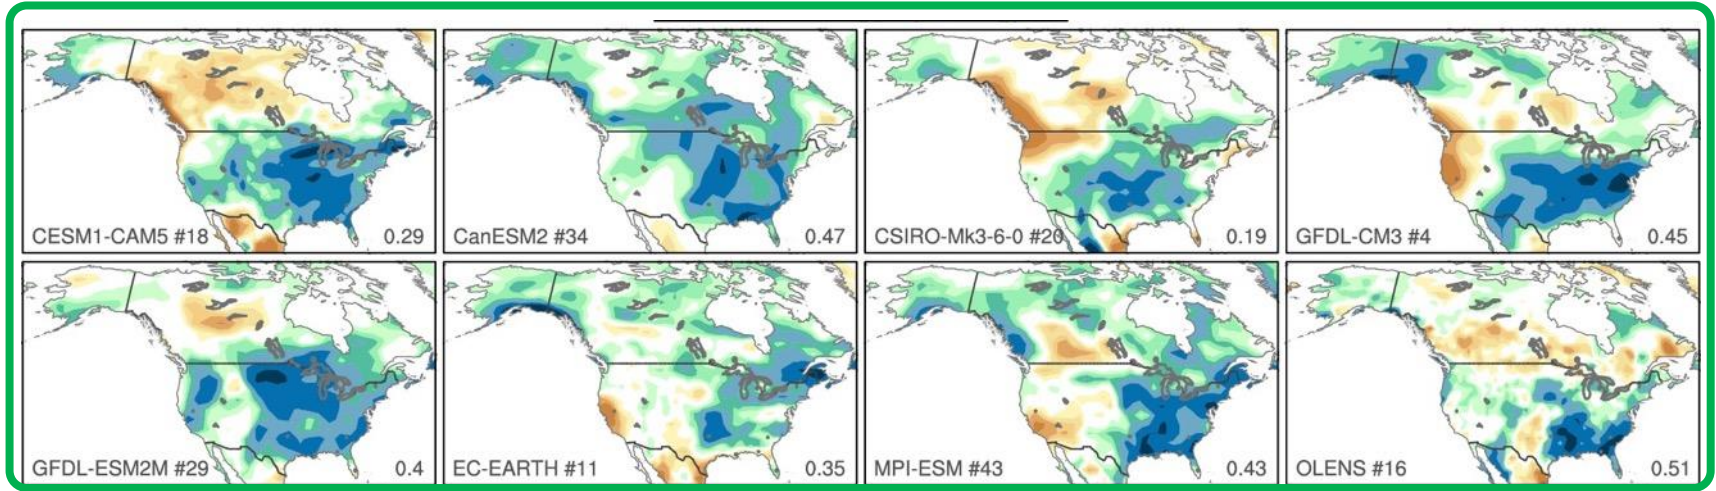 CESM1-CAM5 #18 0.29
CanESM2 #34 0.47
CSIRO-Mk3-6-0 #20 0.19
GFDL-CM3 #4 0.45
GFDL-ESM2M #29 0.4
EC-EARTH #11 0.35
MPI-ESM #43 0.43
OLENS #16 0.51